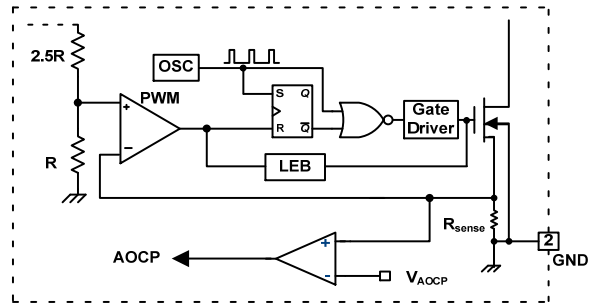 2.5R
OSC
PWM
+
−
S Q
R Q̅
Gate
Driver
R
LEB
Rsense
2
GND
AOCP
+
-
VAOCP